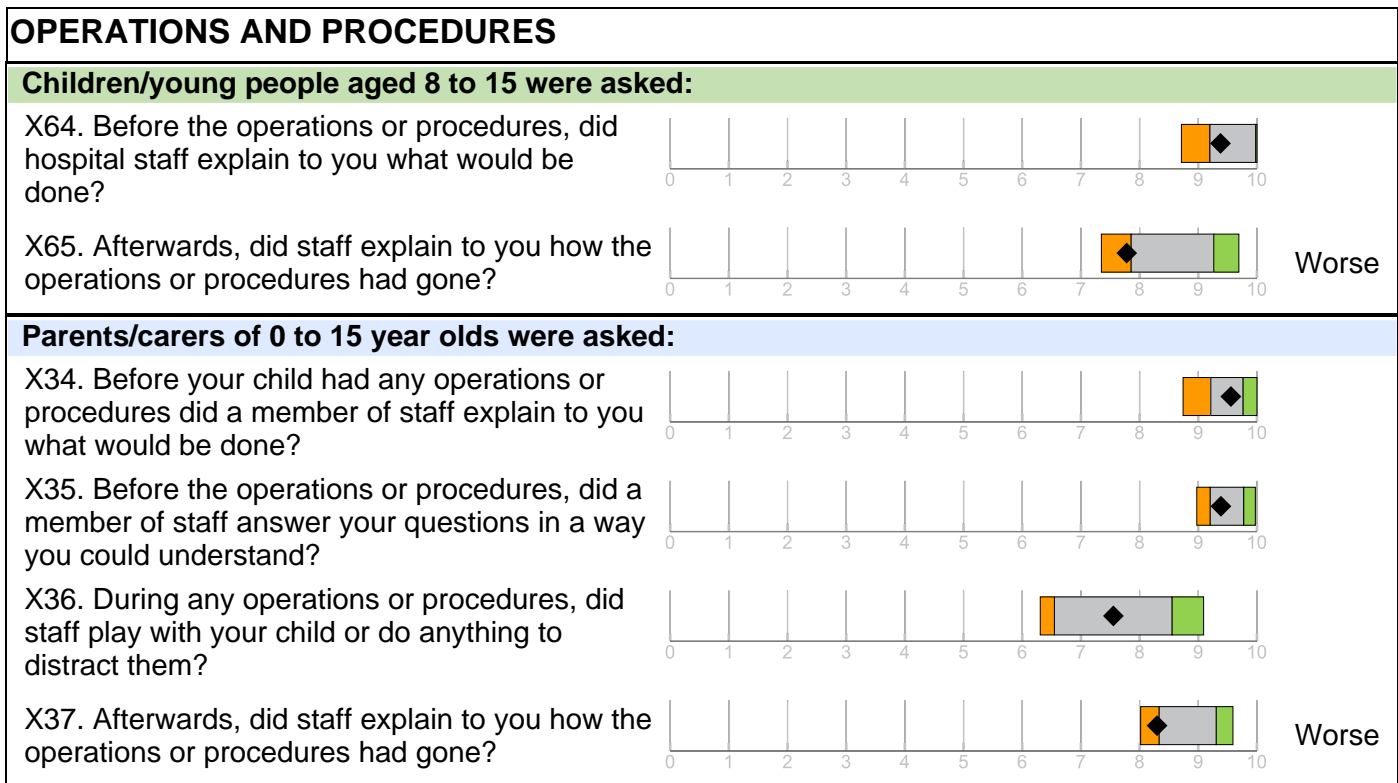 OPERATIONS AND PROCEDURES
Children/young people aged 8 to 15 were asked:
X64. Before the operations or procedures, did
hospital staff explain to you what would be
done?
0 1 2 3 4 5 6 7 8 9 10
X65. Afterwards, did staff explain to you how the
operations or procedures had gone?
0 1 2 3 4 5 6 7 8 9 10
Worse
Parents/carers of 0 to 15 year olds were asked:
X34. Before your child had any operations or
procedures did a member of staff explain to you
what would be done?
0 1 2 3 4 5 6 7 8 9 10
X35. Before the operations or procedures, did a
member of staff answer your questions in a way
you could understand?
0 1 2 3 4 5 6 7 8 9 10
X36. During any operations or procedures, did
staff play with your child or do anything to
distract them?
0 1 2 3 4 5 6 7 8 9 10
X37. Afterwards, did staff explain to you how the
operations or procedures had gone?
0 1 2 3 4 5 6 7 8 9 10
Worse